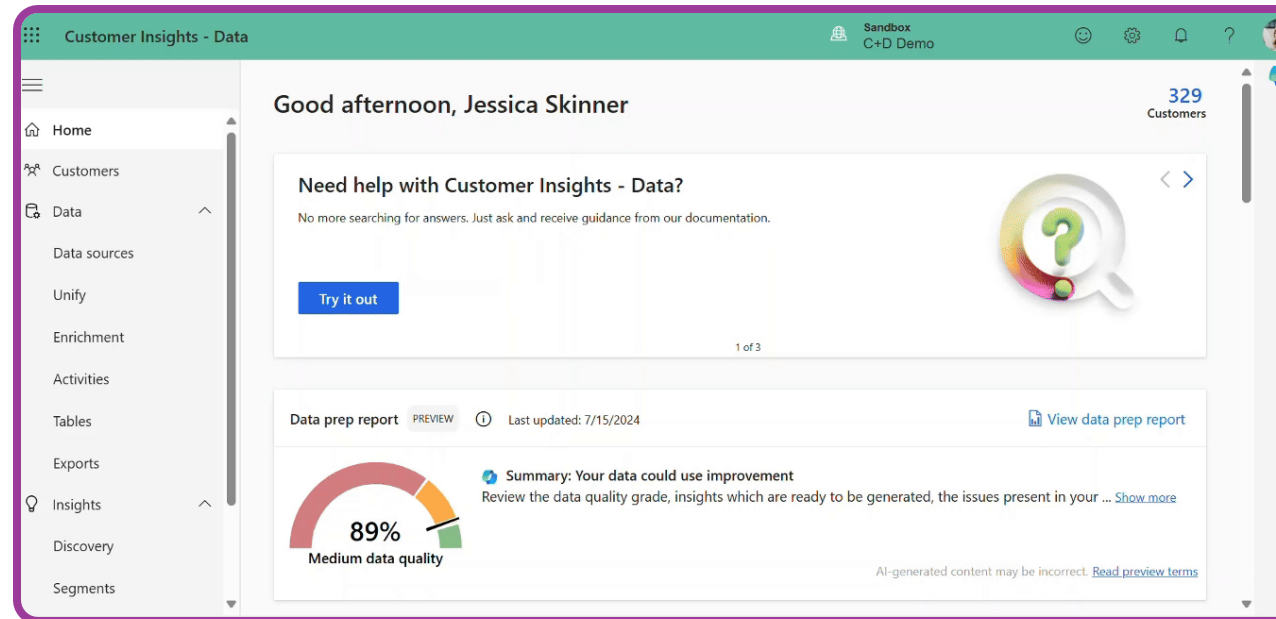 Customer Insights - Data
Sandbox
C+D Demo
?
Home
Customers
Data
Data sources
Unify
Enrichment
Activities
Tables
Exports
Insights
Discovery
Segments
Good afternoon, Jessica Skinner
329
Customers
Need help with Customer Insights - Data?
No more searching for answers. Just ask and receive guidance from our documentation.
Try it out
?
1 of 3
Data prep report PREVIEW Last updated: 7/15/2024
View data prep report
89%
Medium data quality
Summary: Your data could use improvement
Review the data quality grade, insights which are ready to be generated, the issues present in your ... Show more
AI-generated content may be incorrect. Read preview terms